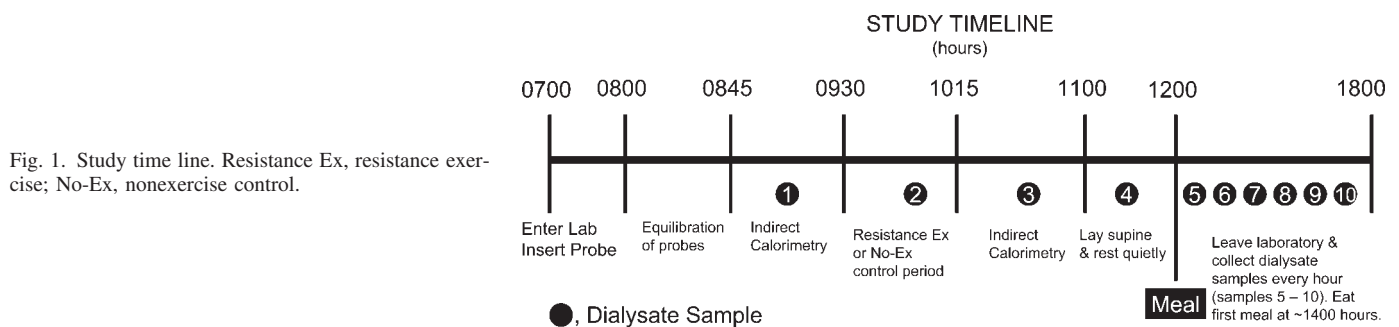 Fig. 1. Study time line. Resistance Ex, resistance exer-
cise; No-Ex, nonexercise control.
STUDY TIMELINE
(hours)
0700 0800 0845 0930 1015 1100 1200 1800
1 2 3 4 5 6 7 8 9 10
Enter Lab
Insert Probe
Equilibration
of probes
Indirect
Calorimetry
Resistance Ex
or No-Ex
control period
Indirect
Calorimetry
Lay supine
& rest quietly
Meal
Leave laboratory &
collect dialysate
samples every hour
(samples 5 – 10). Eat
first meal at ~1400 hours.
, Dialysate Sample